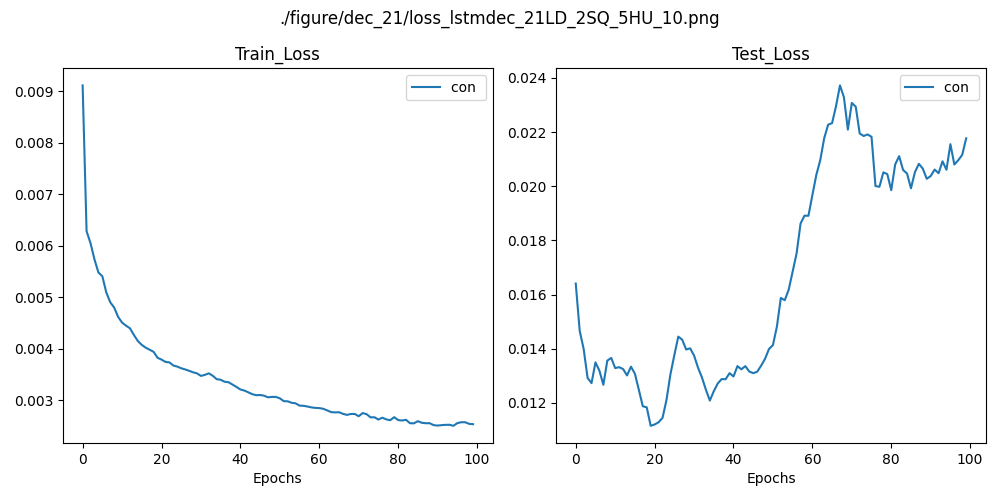 ./figure/dec_21/loss_lstmdec_21LD_2SQ_5HU_10.png
Train_Loss
con
0.009
0.008
0.007
0.006
0.005
0.004
0.003
0 20 40 60 80 100
Epochs
Test_Loss
con
0.024
0.022
0.020
0.018
0.016
0.014
0.012
0 20 40 60 80 100
Epochs